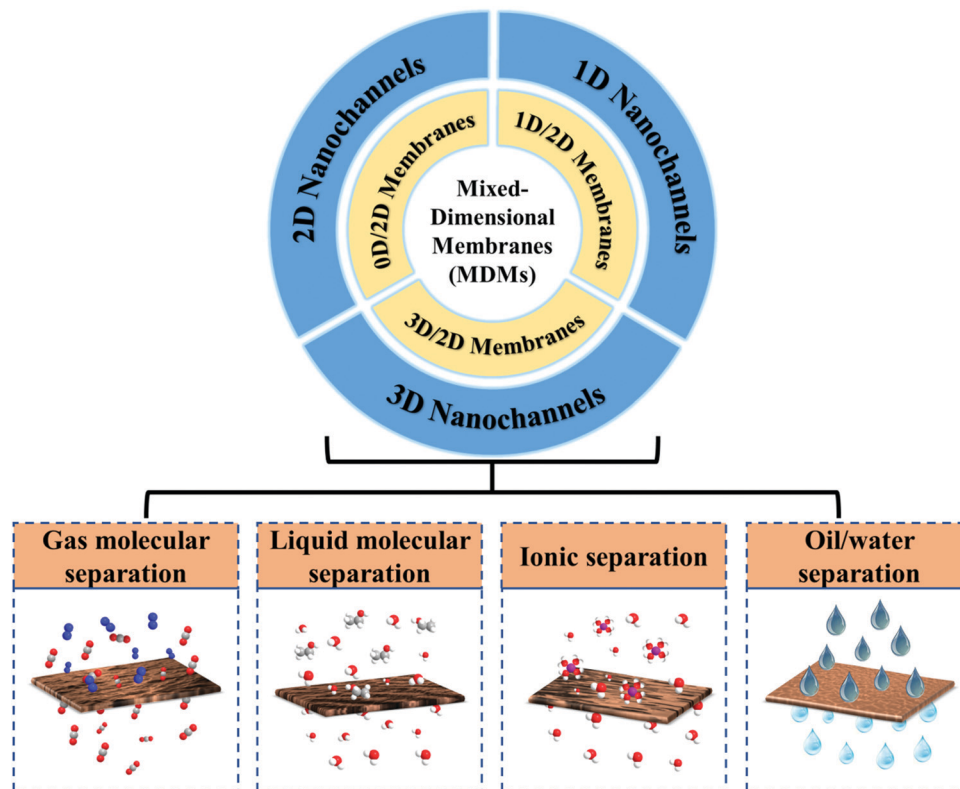 2D Nanochannels
1D Nanochannels
0D/2D Membranes
1D/2D Membranes
Mixed-
Dimensional
Membranes
(MDMs)
3D/2D Membranes
3D Nanochannels
Gas molecular
separation
Liquid molecular
separation
Ionic separation
Oil/water
separation